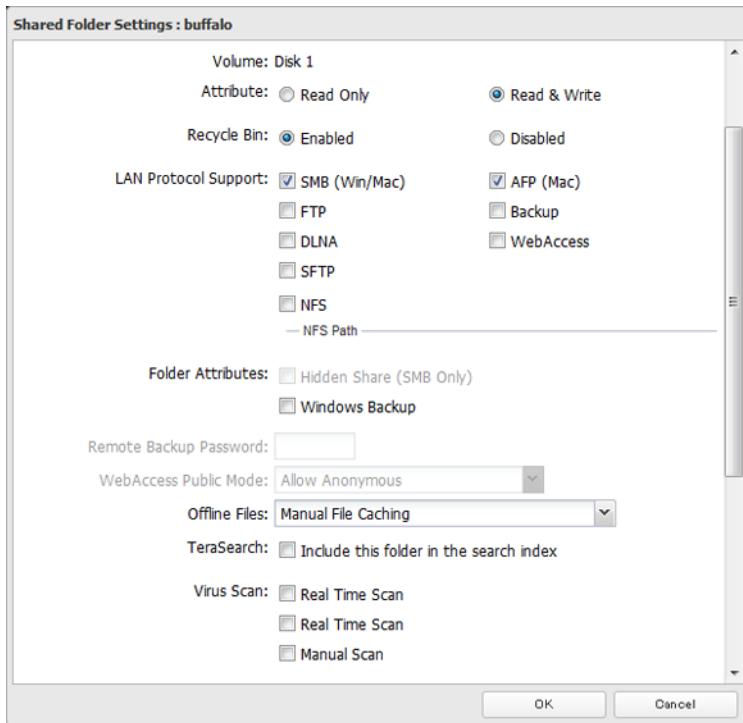 Shared Folder Settings : buffalo
Volume: Disk 1
Attribute: Read Only Read & Write
Recycle Bin: Enabled Disabled
LAN Protocol Support: SMB (Win/Mac) AFP (Mac)
FTP Backup
DLNA WebAccess
SFTP
NFS
NFS Path
Folder Attributes: Hidden Share (SMB Only)
Windows Backup
Remote Backup Password:
WebAccess Public Mode: Allow Anonymous
Offline Files: Manual File Caching
TeraSearch: Include this folder in the search index
Virus Scan: Real Time Scan
Real Time Scan
Manual Scan
OK Cancel